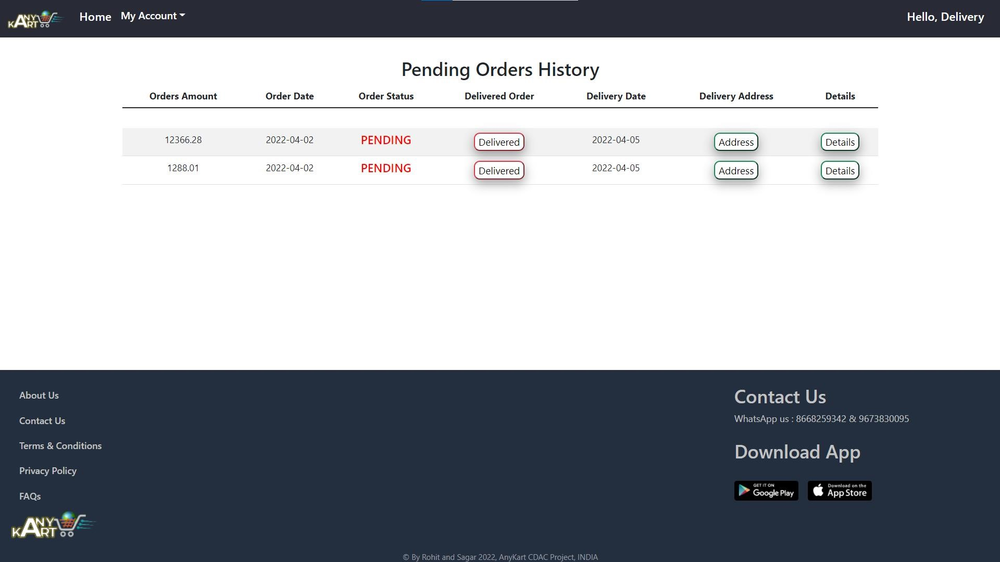 ANY KART Home My Account Hello, Delivery
Pending Orders History
Orders Amount Order Date Order Status Delivered Order Delivery Date Delivery Address Details
12366.28 2022-04-02 PENDING Delivered 2022-04-05 Address Details
1288.01 2022-04-02 PENDING Delivered 2022-04-05 Address Details
About Us
Contact Us
Terms & Conditions
Privacy Policy
FAQs
ANY KART
Contact Us
WhatsApp us : 8668259342 & 9673830095
Download App
GET IT ON
Google Play
Download on the
App Store
© By Rohit and Sagar 2022, AnyKart CDAC Project, INDIA